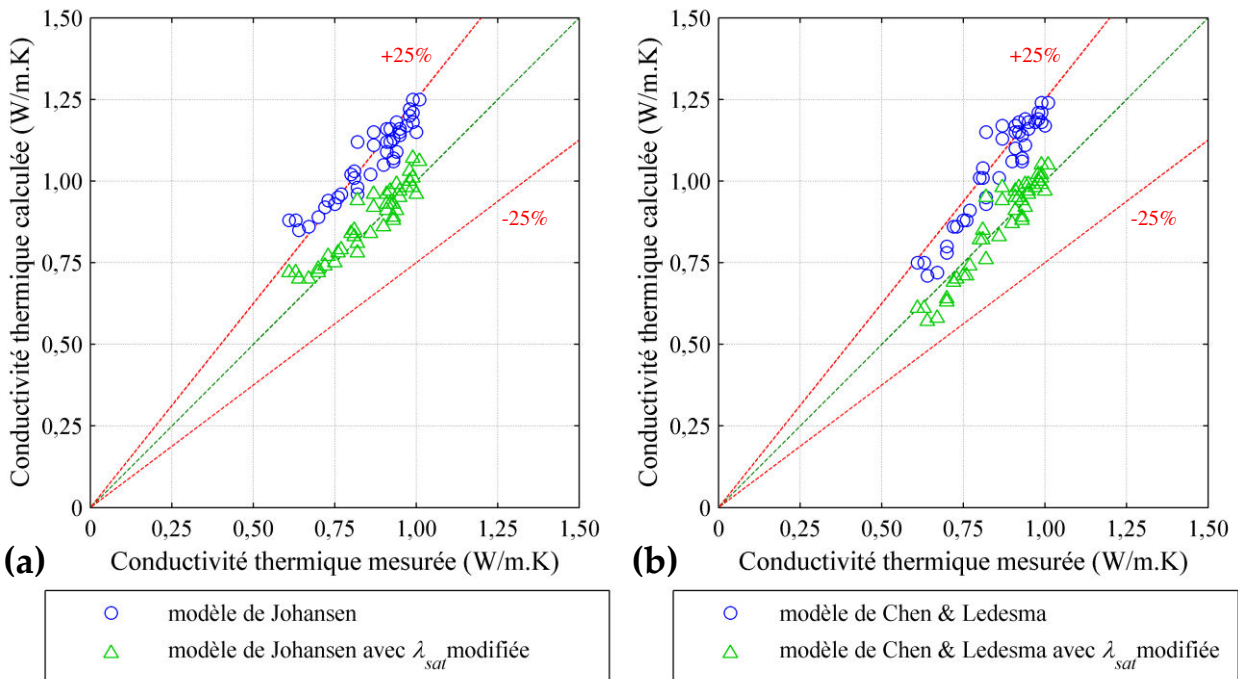 1,50
1,25
1,00
0,75
0,50
0,25
0
Conductivité thermique calculée (W/m.K)
+25%
-25%
0 0,25 0,50 0,75 1,00 1,25 1,50
(a) Conductivité thermique mesurée (W/m.K)
modèle de Johansen
modèle de Johansen avec λsat modifiée
1,50
1,25
1,00
0,75
0,50
0,25
0
Conductivité thermique calculée (W/m.K)
+25%
-25%
0 0,25 0,50 0,75 1,00 1,25 1,50
(b) Conductivité thermique mesurée (W/m.K)
modèle de Chen & Ledesma
modèle de Chen & Ledesma avec λsat modifiée